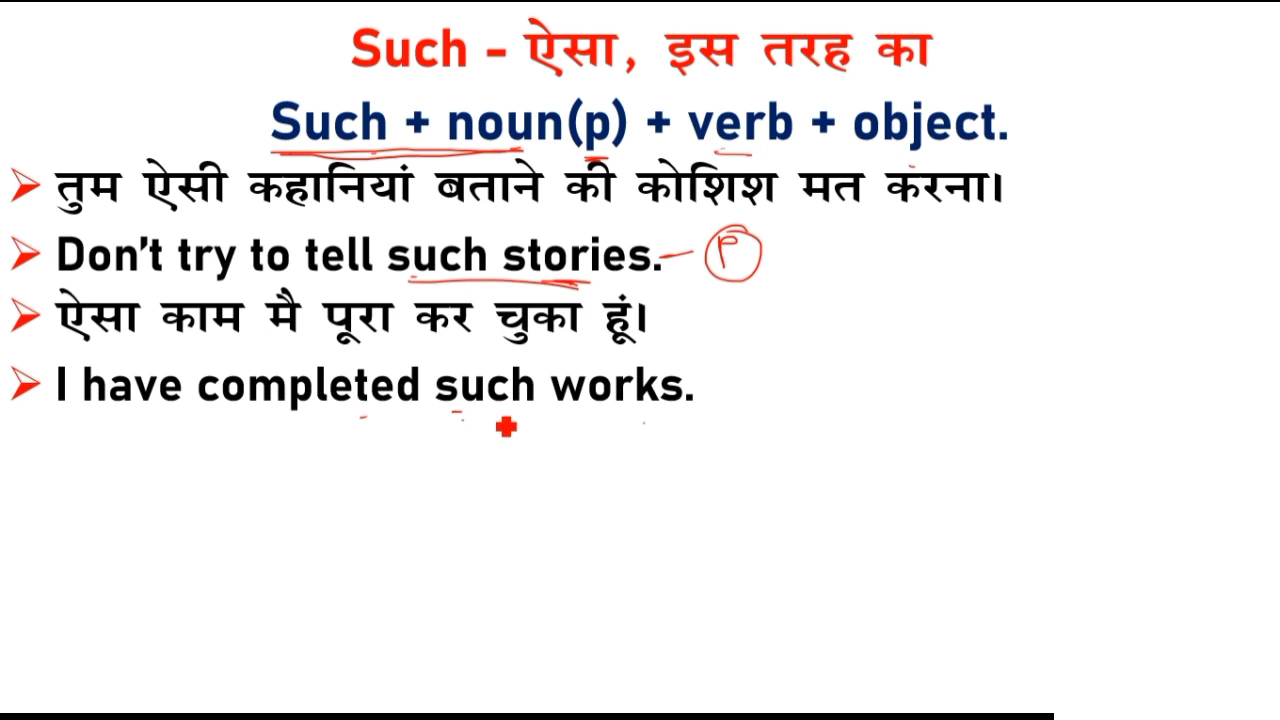 Such - ऐसा, इस तरह का
Such + noun(p) + verb + object.
तुम ऐसी कहानियां बताने की कोशिश मत करना।
Don't try to tell such stories. - P
ऐसा काम मै पूरा कर चुका हूं।
I have completed such works.